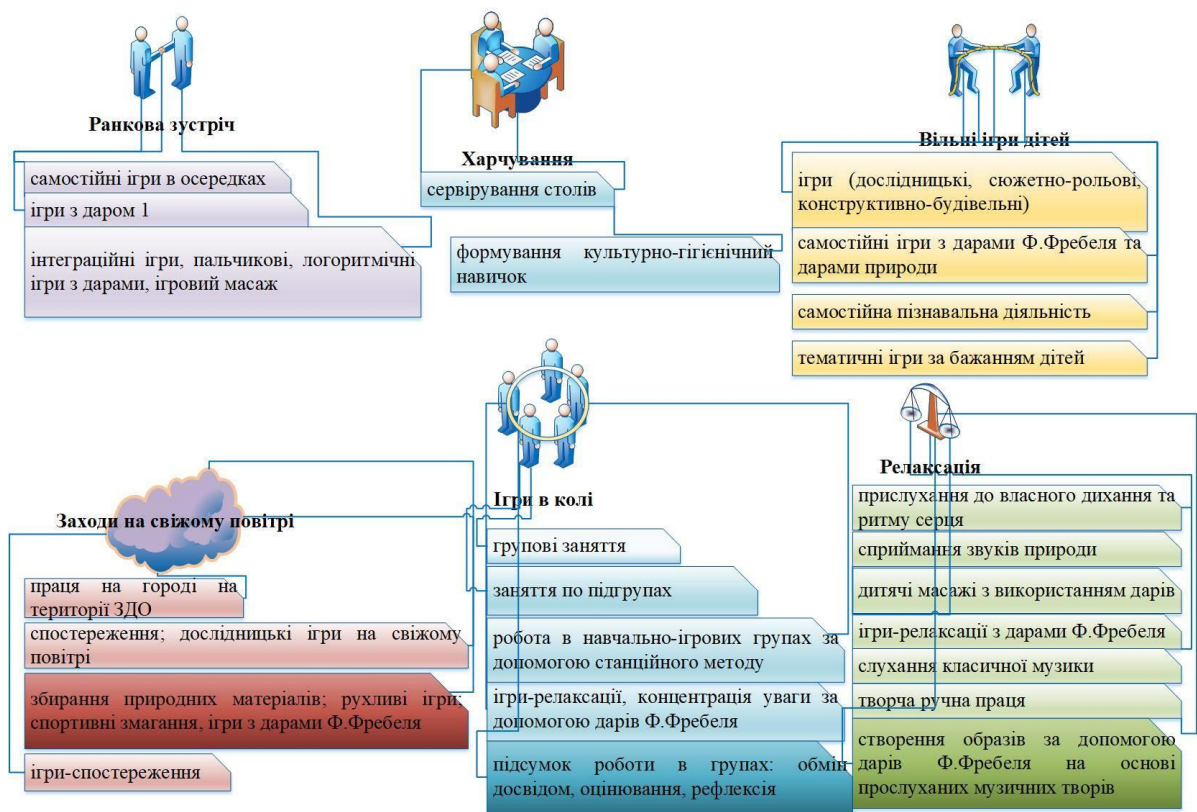 Ранкова зустріч
самостійні ігри в осередках
ігри з даром 1
інтеграційні ігри, пальчикові, логоритмічні
ігри з дарами, ігровий масаж
Харчування
сервірування столів
формування культурно-гігієнічний
навичок
Вільні ігри дітей
ігри (дослідницькі, сюжетно-рольові,
конструктивно-будівельні)
самостійні ігри з дарами Ф.Фребеля та
дарами природи
самостійна пізнавальна діяльність
тематичні ігри за бажанням дітей
Заходи на свіжому повітрі
праця на городі на
території ЗДО
спостереження; дослідницькі ігри на свіжому
повітрі
збирання природних матеріалів; рухливі ігри;
спортивні змагання, ігри з дарами Ф.Фребеля
ігри-спостереження
Ігри в колі
групові заняття
заняття по підгрупах
робота в навчально-ігрових групах за
допомогою станційного методу
ігри-релаксації, концентрація уваги за
допомогою дарів Ф.Фребеля
підсумок роботи в групах: обмін
досвідом, оцінювання, рефлексія
Релаксація
прислухання до власного дихання та
ритму серця
сприймання звуків природи
дитячі масажі з використанням дарів
ігри-релаксації з дарами Ф.Фребеля
слухання класичної музики
творча ручна праця
створення образів за допомогою
дарів Ф.Фребеля на основі
прослуханих музичних творів